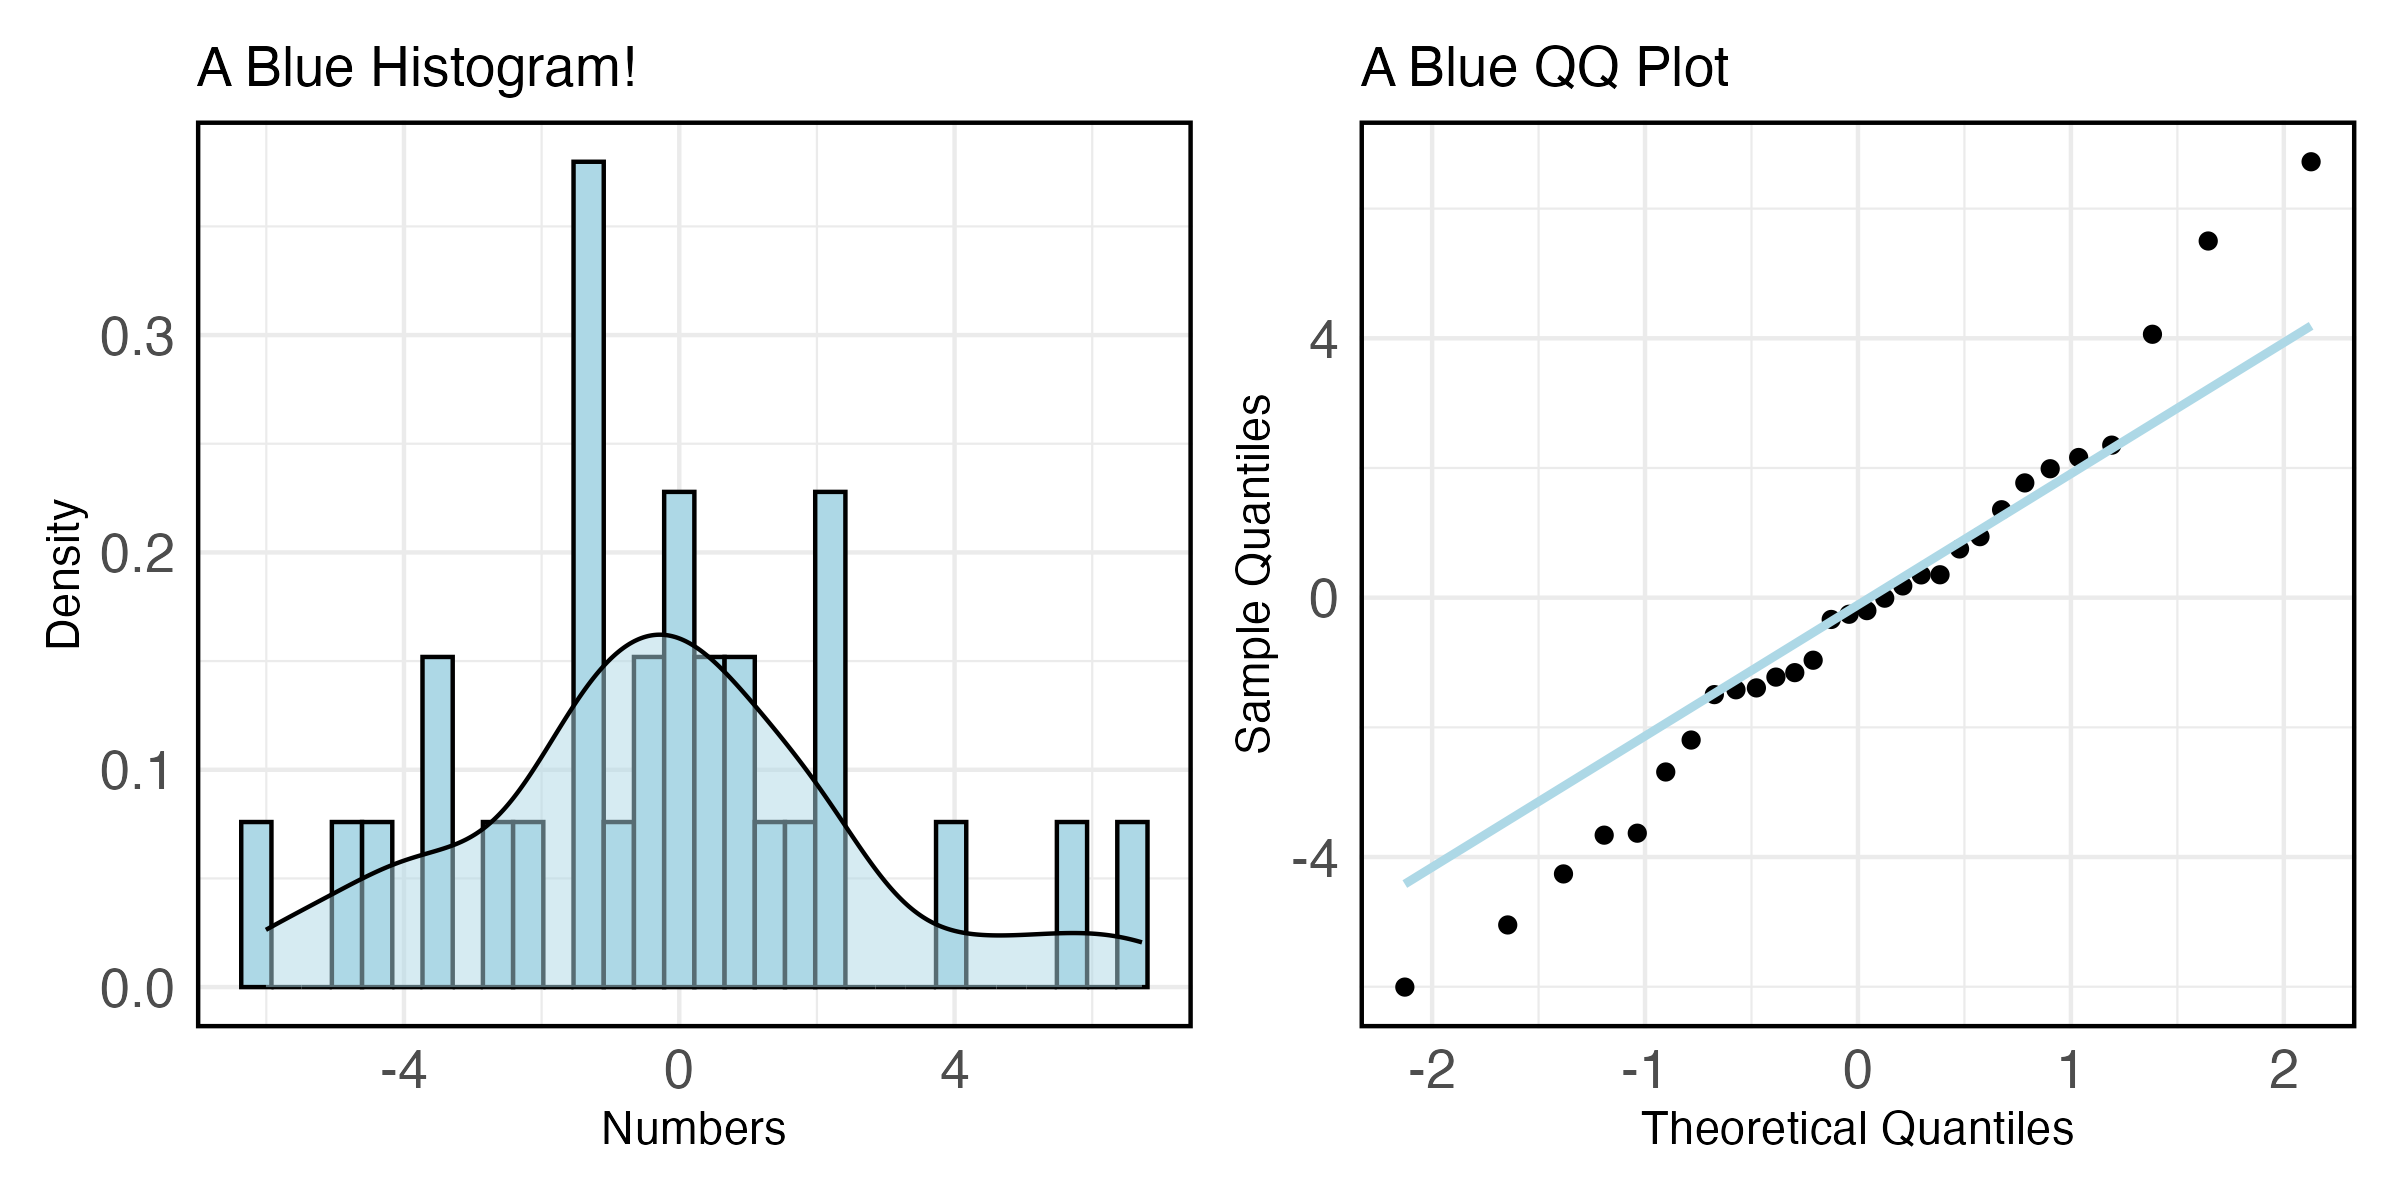 A Blue Histogram!
Density
0.3
0.2
0.1
0.0
-4 0 4
Numbers
A Blue QQ Plot
Sample Quantiles
4
0
-4
-2 -1 0 1 2
Theoretical Quantiles